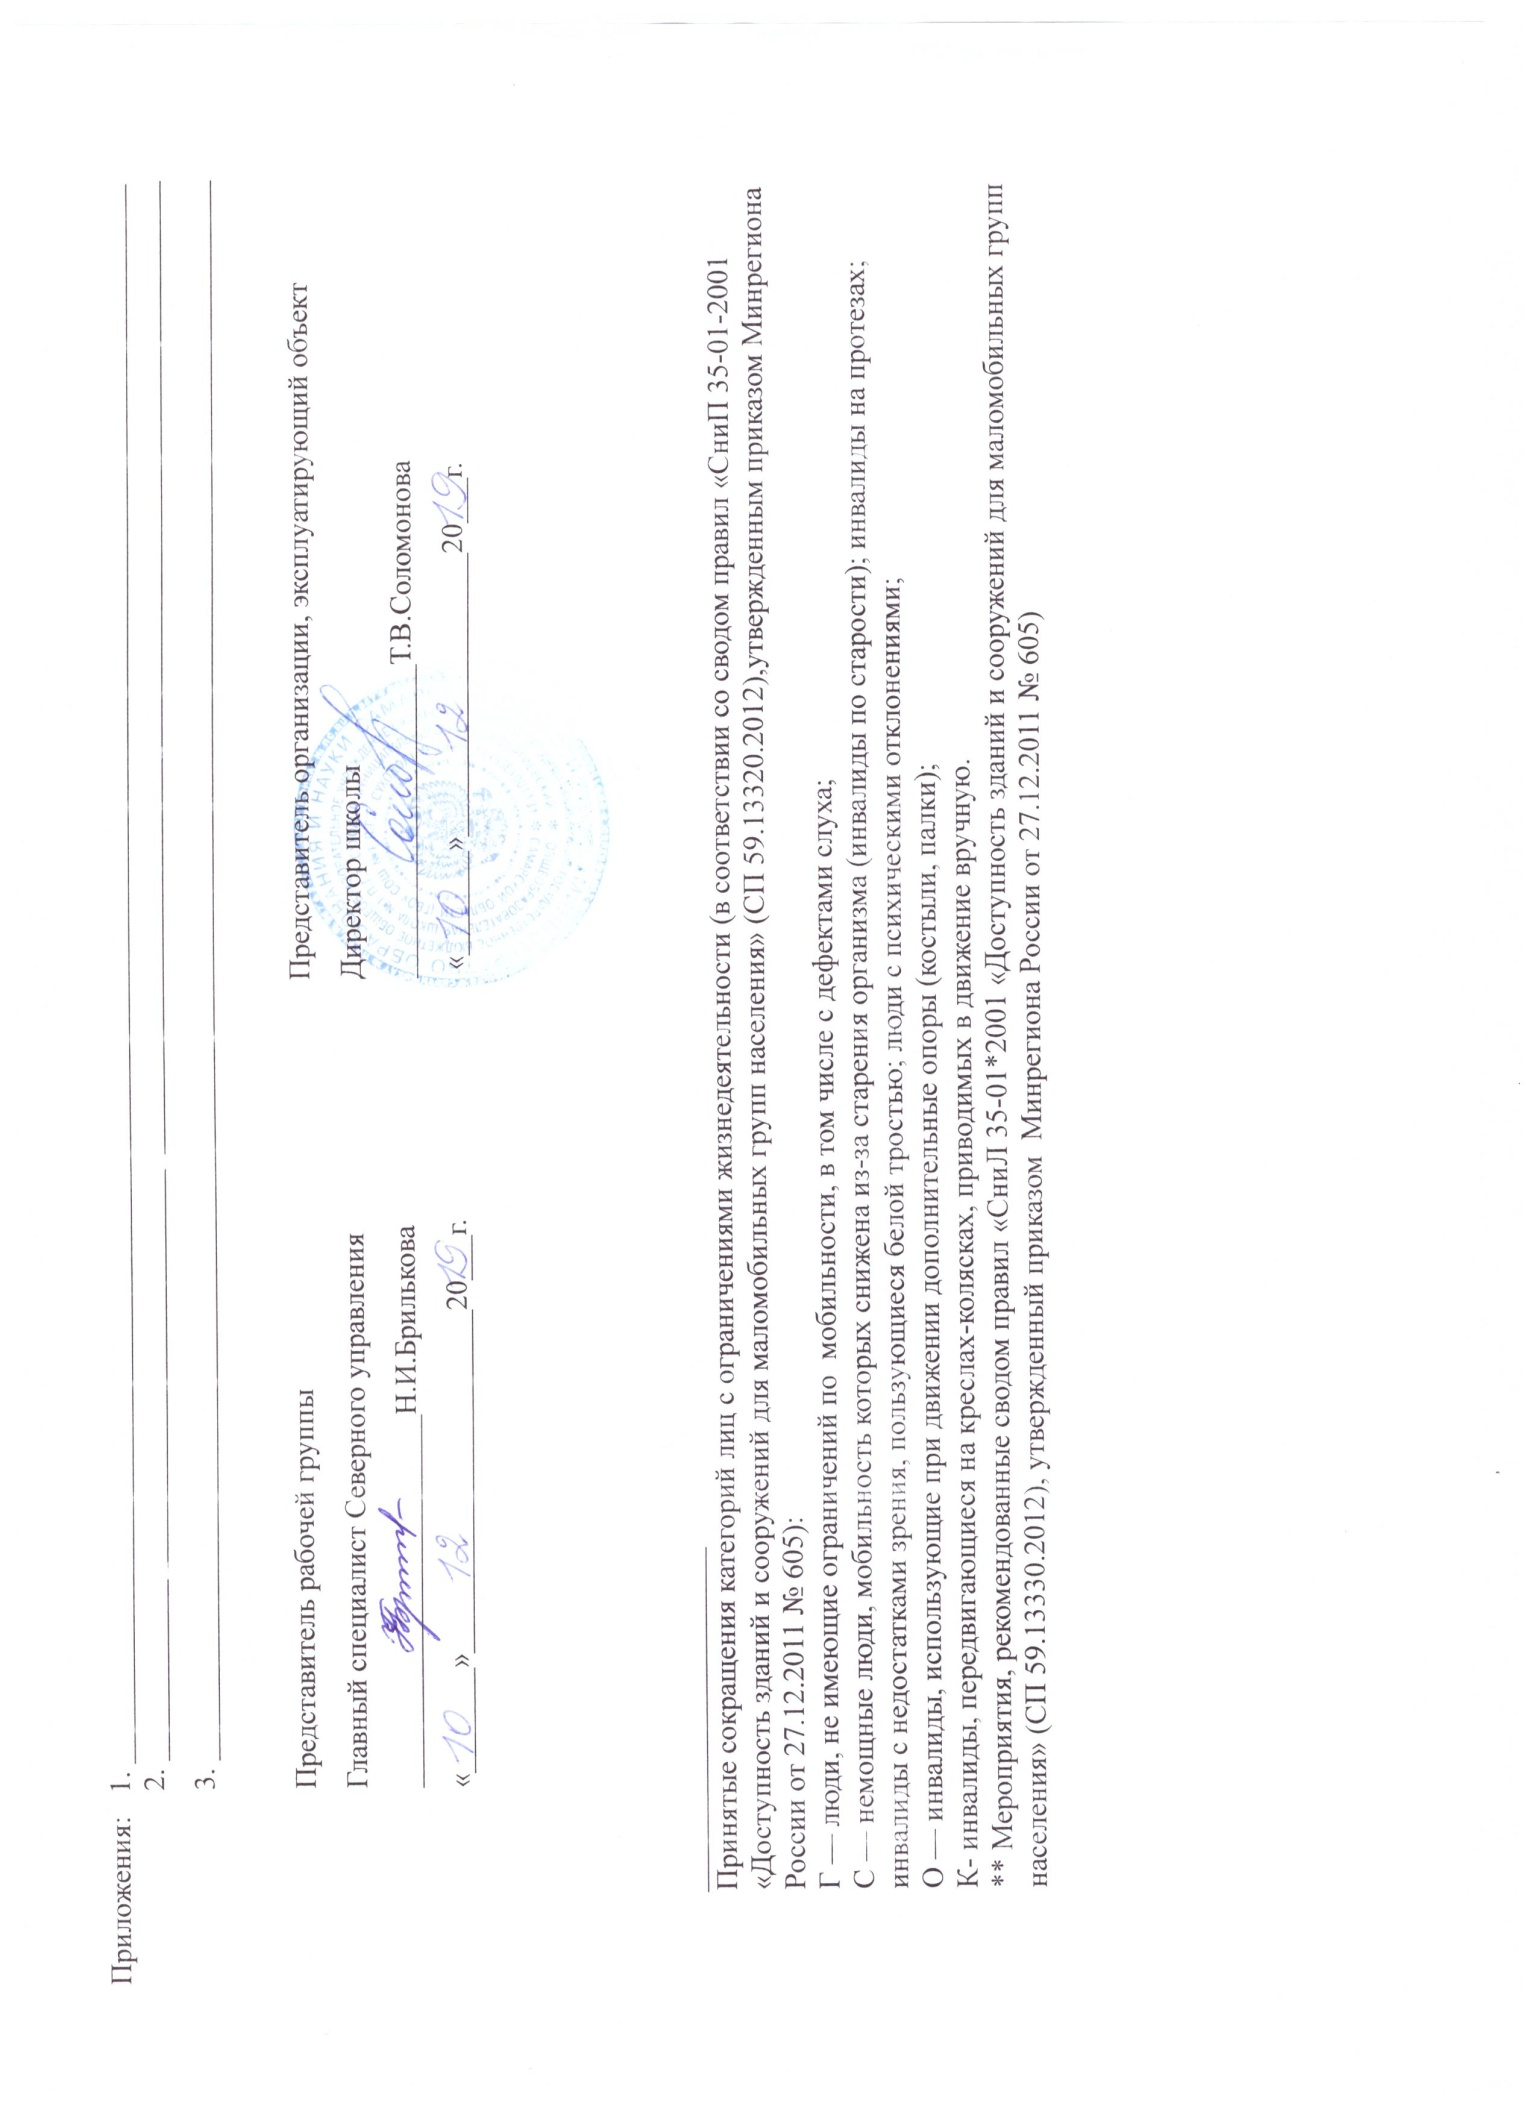 Приложения: 1.
2.
3.
Представитель рабочей группы
Главный специалист Северного управления
Н.И.Брилькова
« 10 » 12 2019 г.
Представитель организации, эксплуатирующий объект
Директор школы
Т.В.Соломонова
« 10 » 12 2019г.
Принятые сокращения категорий лиц с ограничениями жизнедеятельности (в соответствии со сводом правил «СниП 35-01-2001
«Доступность зданий и сооружений для маломобильных групп населения» (СП 59.13320.2012),утвержденным приказом Минрегиона
России от 27.12.2011 № 605):
Г — люди, не имеющие ограничений по мобильности, в том числе с дефектами слуха;
С — немощные люди, мобильность которых снижена из-за старения организма (инвалиды по старости); инвалиды на протезах;
инвалиды с недостатками зрения, пользующиеся белой тростью; люди с психическими отклонениями;
О — инвалиды, использующие при движении дополнительные опоры (костыли, палки);
К- инвалиды, передвигающиеся на креслах-колясках, приводимых в движение вручную.
** Мероприятия, рекомендованные сводом правил «СниЛ 35-01*2001 «Доступность зданий и сооружений для маломобильных групп
населения» (СП 59.13330.2012), утвержденный приказом Минрегиона России от 27.12.2011 № 605)